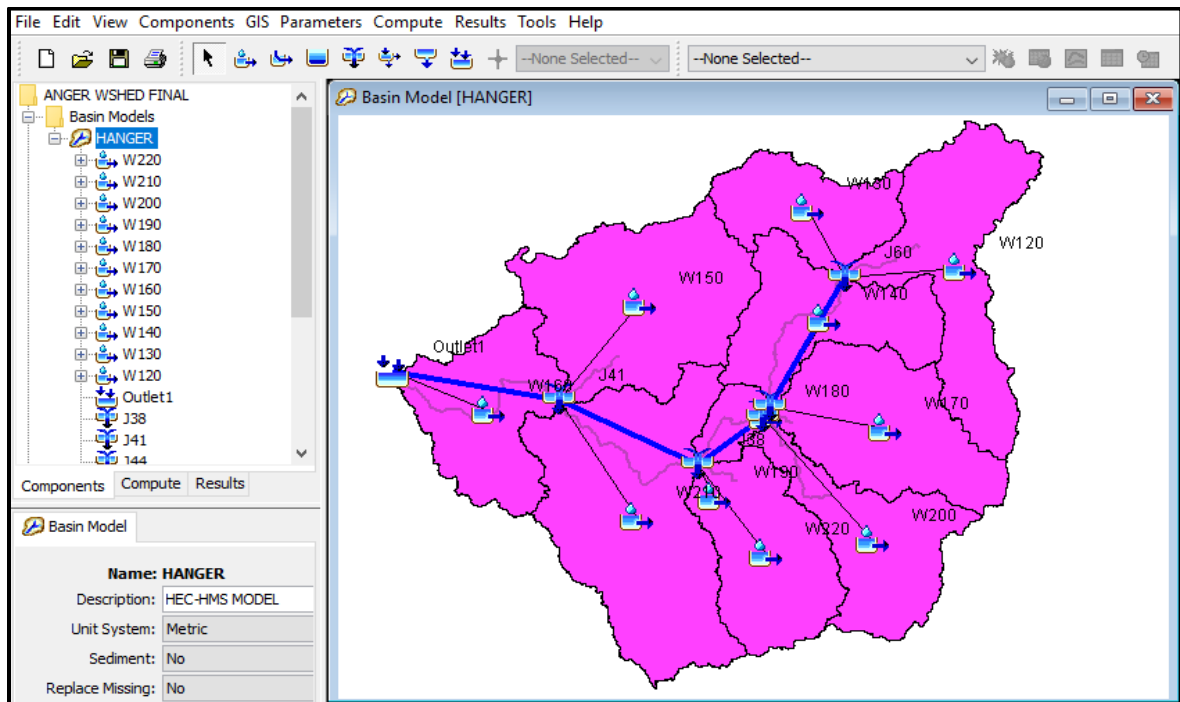 File Edit View Components GIS Parameters Compute Results Tools Help
--None Selected-- --None Selected--
ANGER WSHED FINAL
Basin Models
HANGER
W220
W210
W200
W190
W180
W170
W160
W150
W140
W130
W120
Outlet1
J38
J41
J44
Components Compute Results
Basin Model
Name: HANGER
Description: HEC-HMS MODEL
Unit System: Metric
Sediment: No
Replace Missing: No
Basin Model [HANGER]
W130
W120
J60
W150
W140
Outlet1
J41
W160
W180
W170
J38
W190
W210
W200
W220